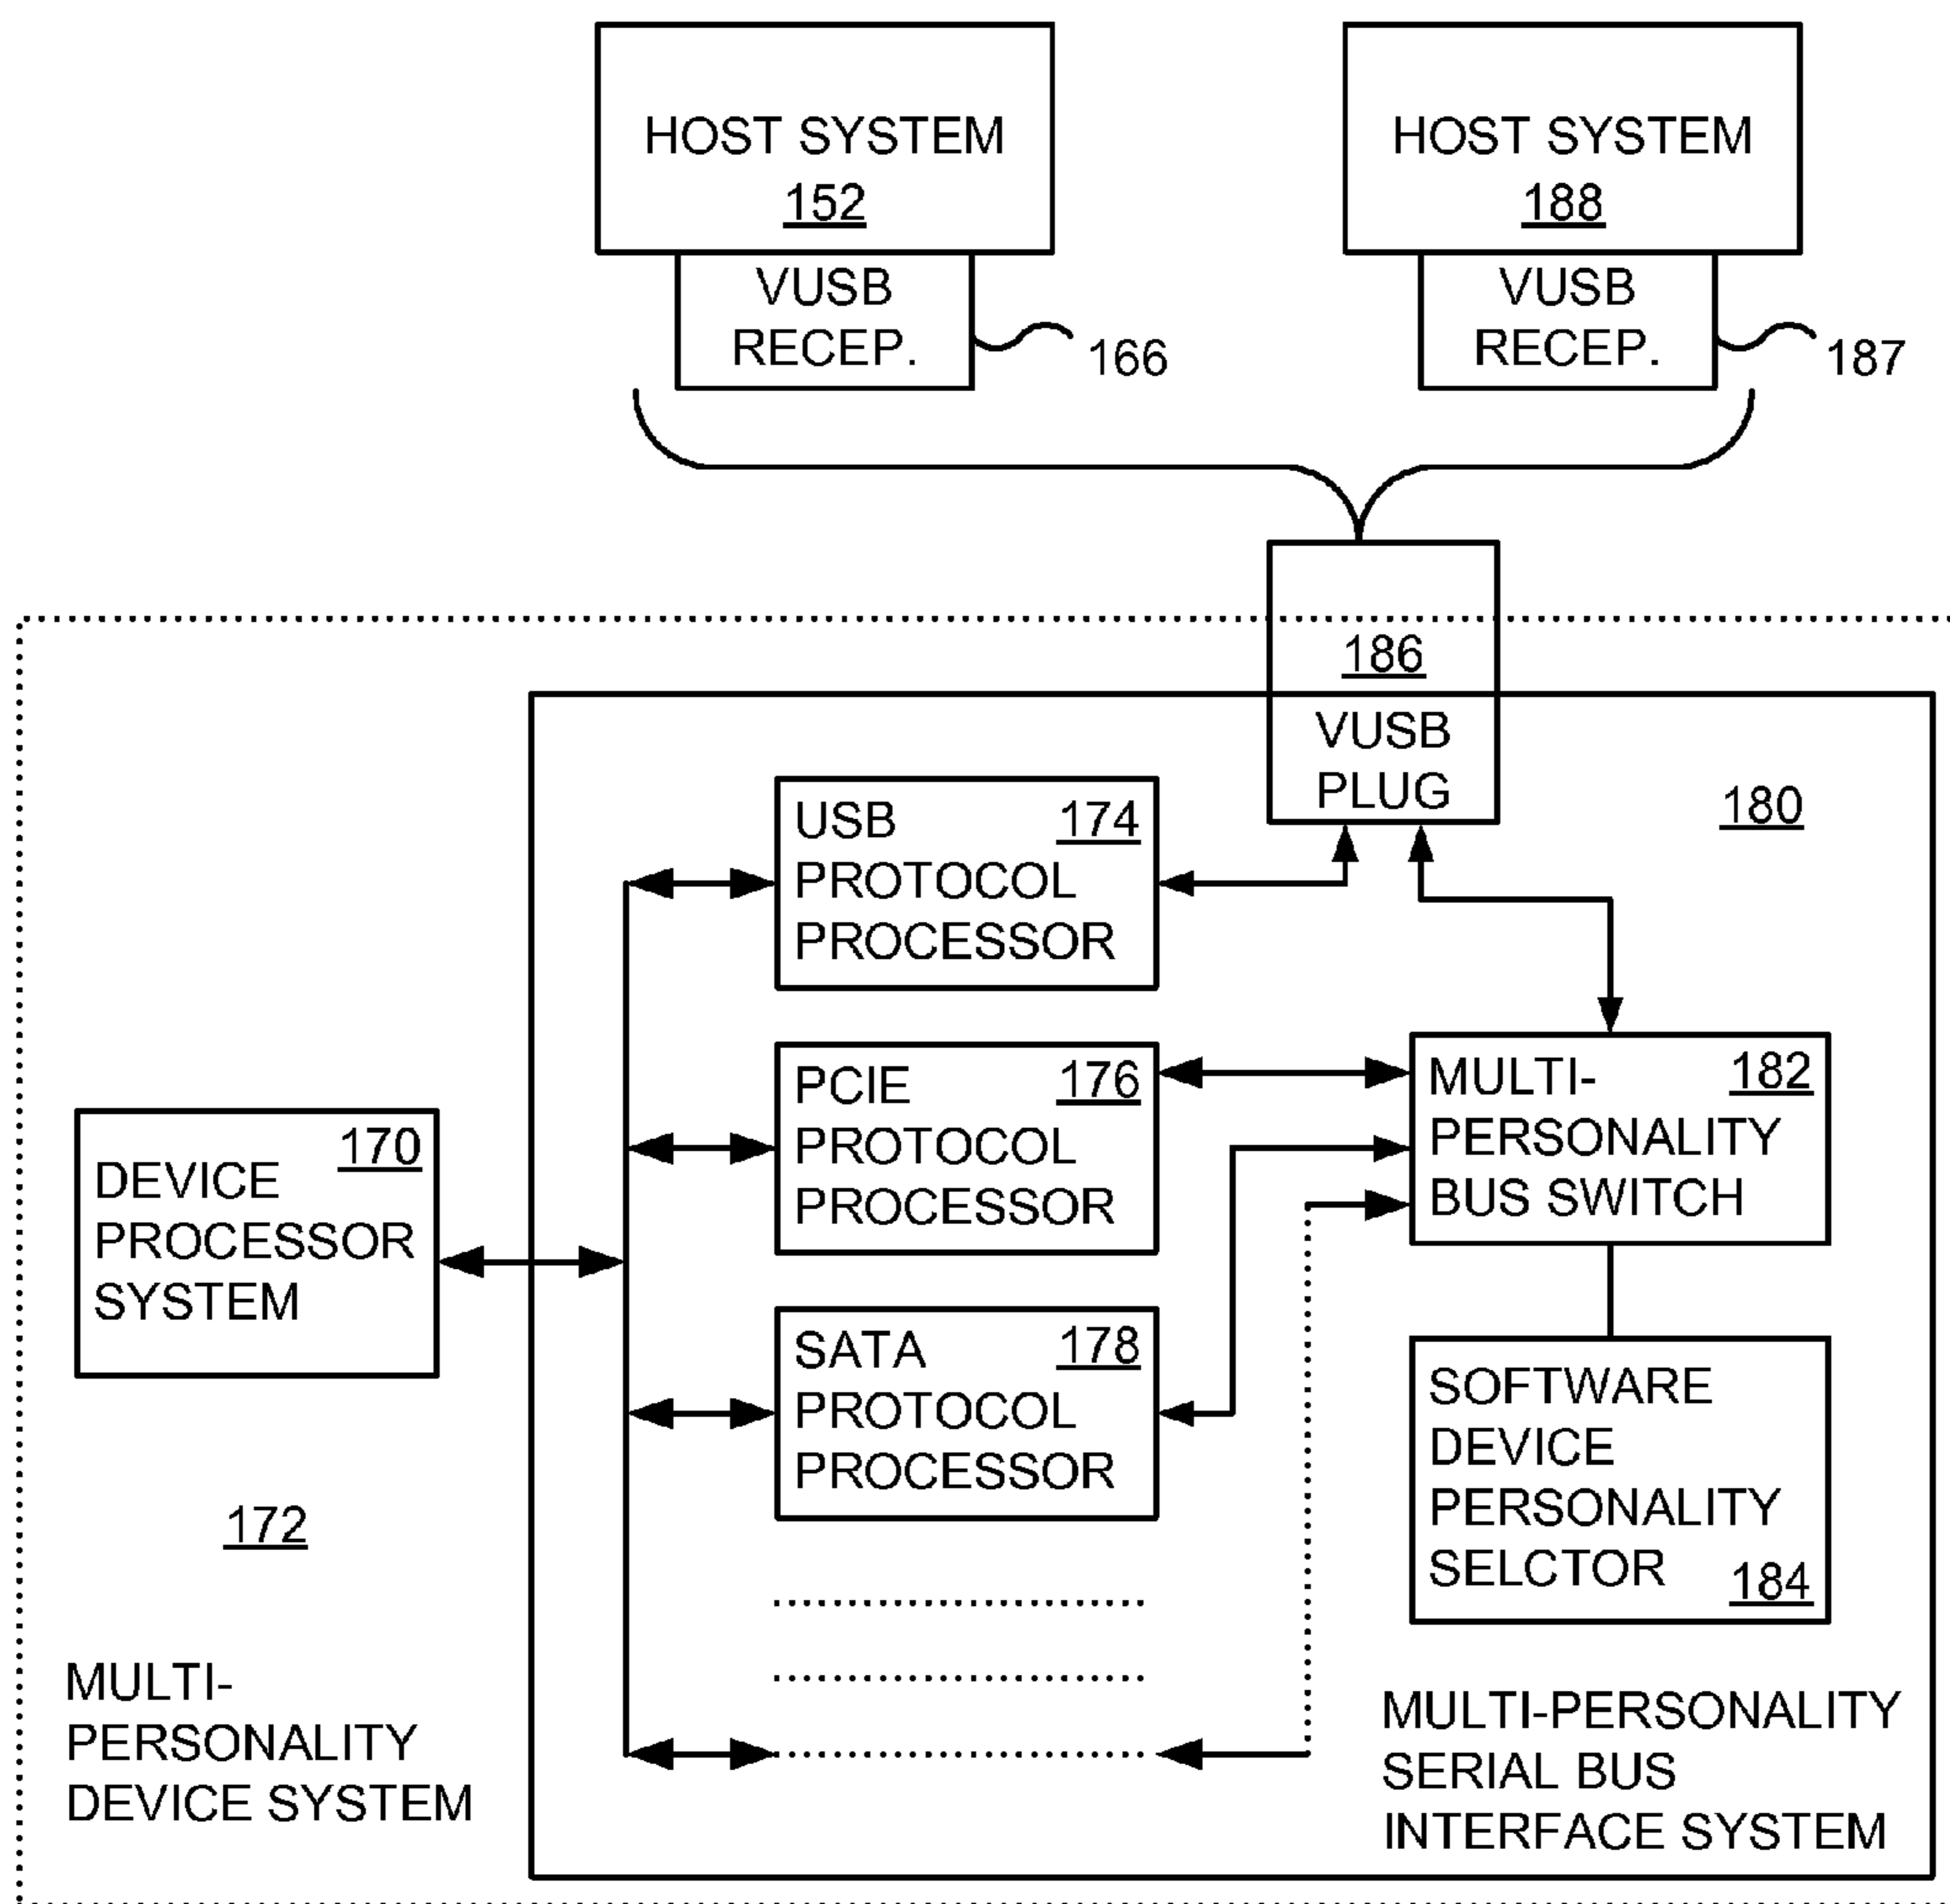 HOST SYSTEM
152
VUSB
RECEP.
166
HOST SYSTEM
188
VUSB
RECEP.
187
186
VUSB
PLUG
180
USB
174
PROTOCOL
PROCESSOR
PCIE
176
PROTOCOL
PROCESSOR
SATA
178
PROTOCOL
PROCESSOR
182
MULTI-
PERSONALITY
BUS SWITCH
SOFTWARE
DEVICE
PERSONALITY
SELCTOR
184
170
DEVICE
PROCESSOR
SYSTEM
172
MULTI-
PERSONALITY
DEVICE SYSTEM
MULTI-PERSONALITY
SERIAL BUS
INTERFACE SYSTEM